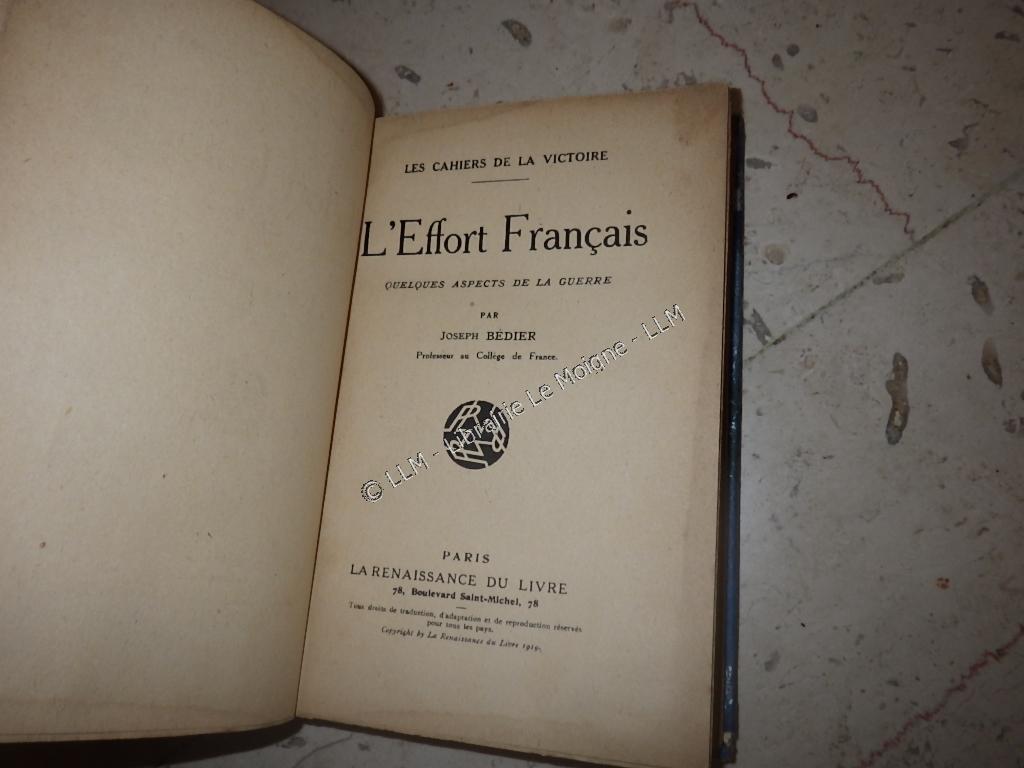 LES CAHIERS DE LA VICTOIRE
L'Effort Français
QUELQUES ASPECTS DE LA GUERRE
PAR
JOSEPH BÉDIER
Professeur au Collège de France.
© LLM - Librairie Le Moigne - LLM
PARIS
LA RENAISSANCE DU LIVRE
78, Boulevard Saint-Michel, 78
Tous droits de traduction, d'adaptation et de reproduction réservés
pour tous les pays.
Copyright by La Renaissance du Livre 1919.